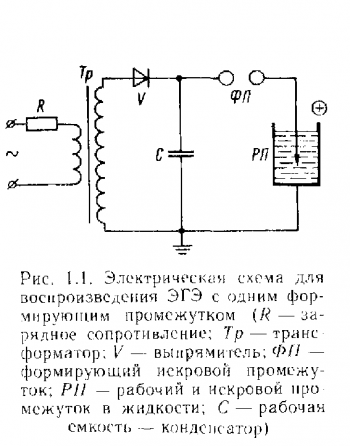 Тр
V
ФП
R
C
РП
+
~
Рис. 1.1. Электрическая схема для
воспроизведения ЭГЭ с одним фор-
мирующим промежутком (R — за-
рядное сопротивление; Тр — транс-
форматор; V — выпрямитель; ФП —
формирующий искровой промежу-
ток; РП — рабочий и искровой про-
межуток в жидкости; С — рабочая
емкость — конденсатор)